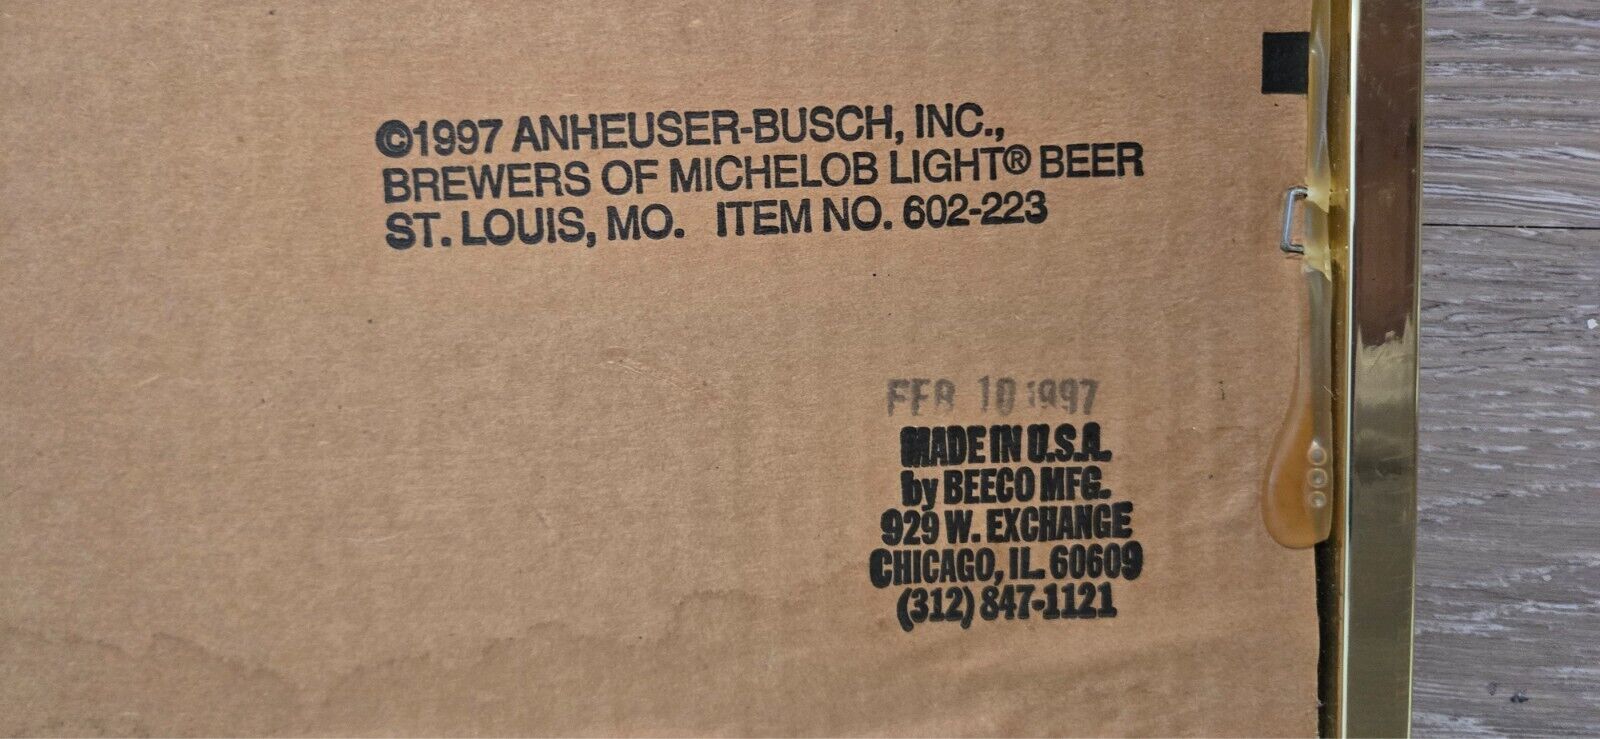 ©1997 ANHEUSER-BUSCH, INC.,
BREWERS OF MICHELOB LIGHT® BEER
ST. LOUIS, MO. ITEM NO. 602-223
FEB 10 1997
MADE IN U.S.A.
by BEECO MFG.
929 W. EXCHANGE
CHICAGO, IL 60609
(312) 847-1121